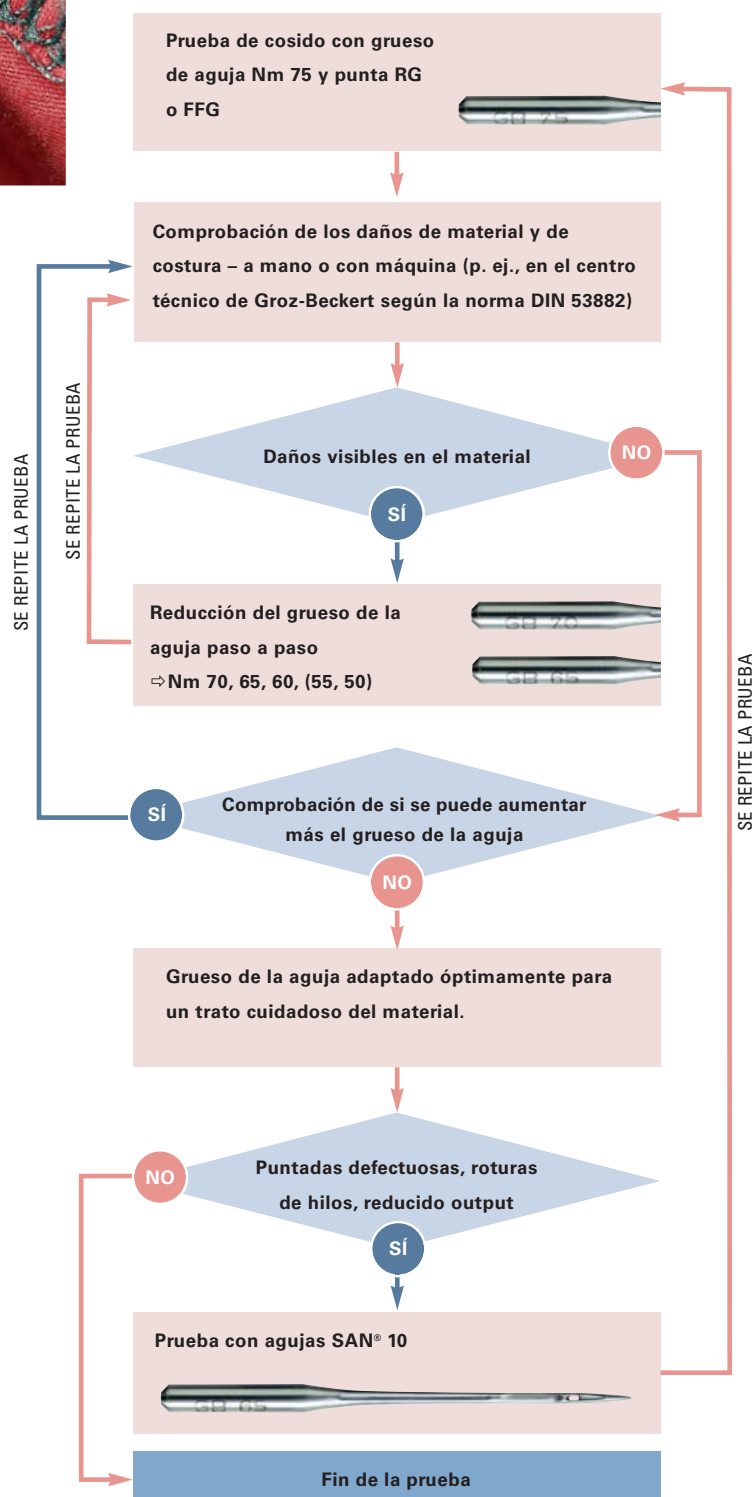 Prueba de cosido con grueso
de aguja Nm 75 y punta RG
o FFG
GB 75
Comprobación de los daños de material y de
costura – a mano o con máquina (p. ej., en el centro
técnico de Groz-Beckert según la norma DIN 53882)
SE REPITE LA PRUEBA
SE REPITE LA PRUEBA
Daños visibles en el material
NO
SÍ
Reducción del grueso de la
aguja paso a paso
⇨Nm 70, 65, 60, (55, 50)
GB 70
GB 65
SE REPITE LA PRUEBA
SÍ
Comprobación de si se puede aumentar
más el grueso de la aguja
NO
Grueso de la aguja adaptado óptimamente para
un trato cuidadoso del material.
NO
Puntadas defectuosas, roturas
de hilos, reducido output
SÍ
Prueba con agujas SAN® 10
GB 65
Fin de la prueba